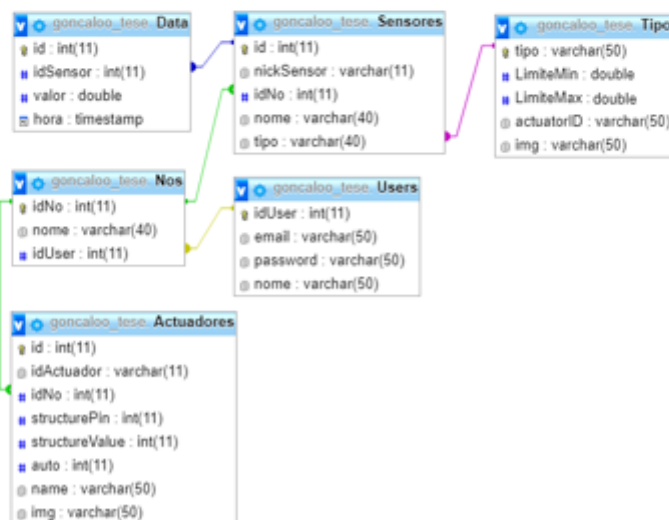 goncaloo_tese Data
id : int(11)
idSensor : int(11)
valor : double
hora : timestamp
goncaloo_tese Sensores
id : int(11)
nickSensor : varchar(11)
idNo : int(11)
nome : varchar(40)
tipo : varchar(40)
goncaloo_tese Tipo
tipo : varchar(50)
LimiteMin : double
LimiteMax : double
actuatorID : varchar(50)
img : varchar(50)
goncaloo_tese Nos
idNo : int(11)
nome : varchar(40)
idUser : int(11)
goncaloo_tese Users
idUser : int(11)
email : varchar(50)
password : varchar(50)
nome : varchar(50)
goncaloo_tese Actuadores
id : int(11)
idActuador : varchar(11)
idNo : int(11)
structurePin : int(11)
structureValue : int(11)
auto : int(11)
name : varchar(50)
img : varchar(50)